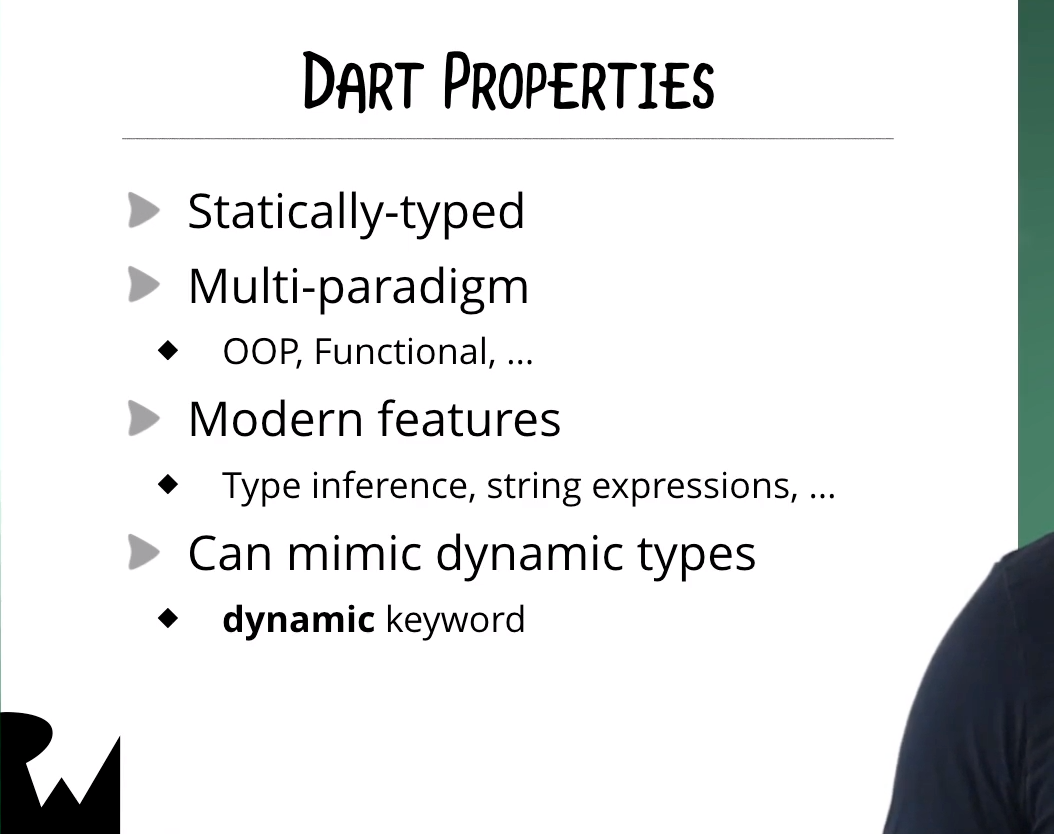 Dart Properties
Statically-typed
Multi-paradigm
OOP, Functional, ...
Modern features
Type inference, string expressions, ...
Can mimic dynamic types
dynamic keyword
RW